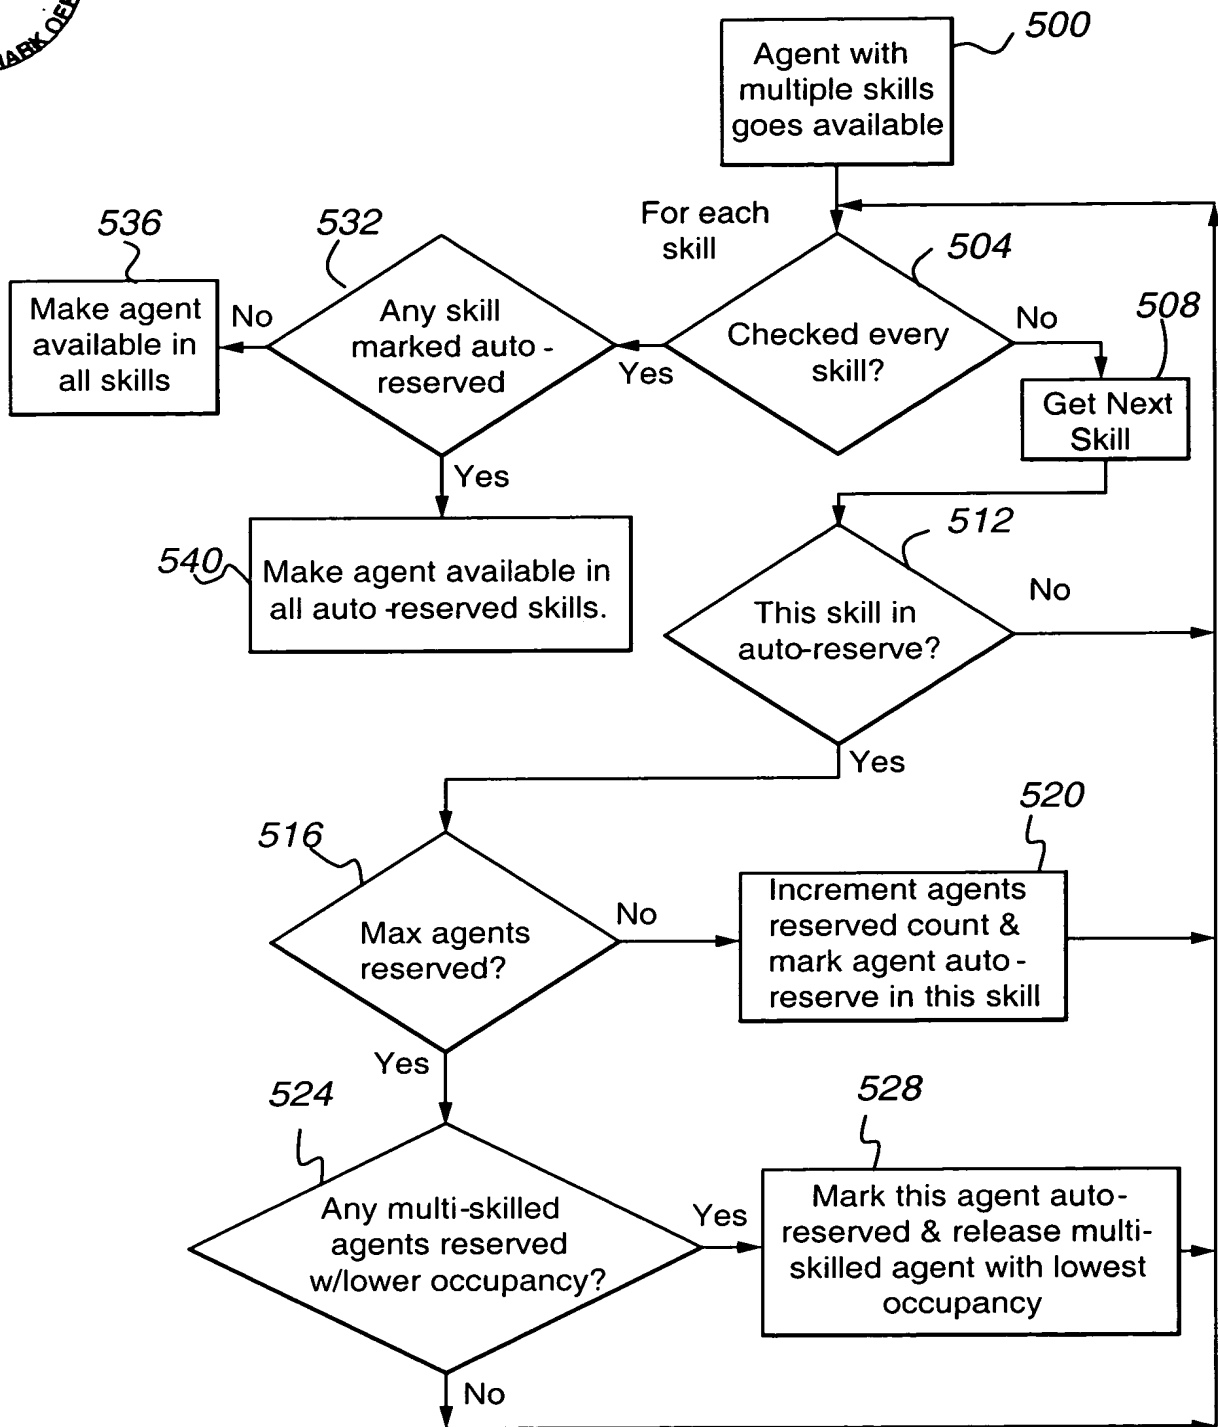 MARK OFF
500
Agent with
multiple skills
goes available
For each
skill
536
532
504
508
Make agent
available in
all skills
No
Any skill
marked auto -
reserved
Yes
Checked every
skill?
No
Get Next
Skill
Yes
512
540
Make agent available in
all auto -reserved skills.
This skill in
auto-reserve?
No
Yes
520
516
Max agents
reserved?
No
Increment agents
reserved count &
mark agent auto -
reserve in this skill
Yes
524
528
Any multi-skilled
agents reserved
w/lower occupancy?
Yes
Mark this agent auto-
reserved & release multi-
skilled agent with lowest
occupancy
No